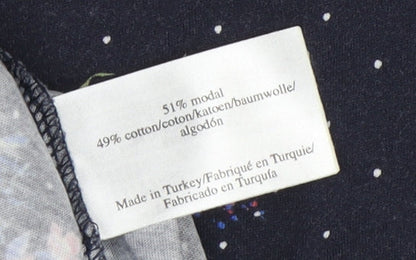 51% modal
49% cotton/coton/katoen/baumwolle/
algodón
Made in Turkey/Fabriqué en Turquie/
Fabricado en Turquía